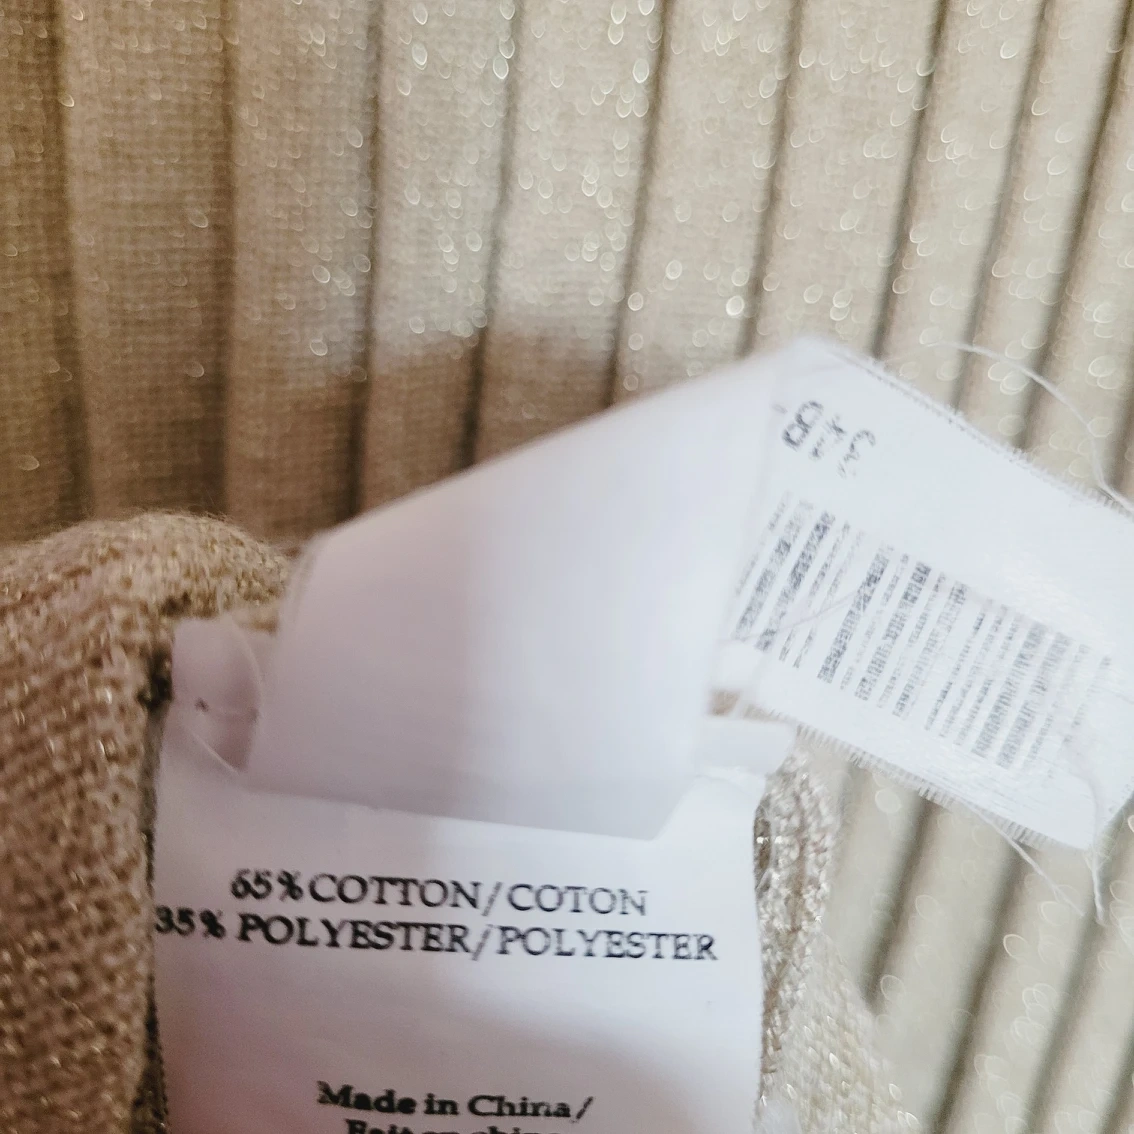 65% COTTON/COTON
35% POLYESTER/POLYESTER
Made in China/